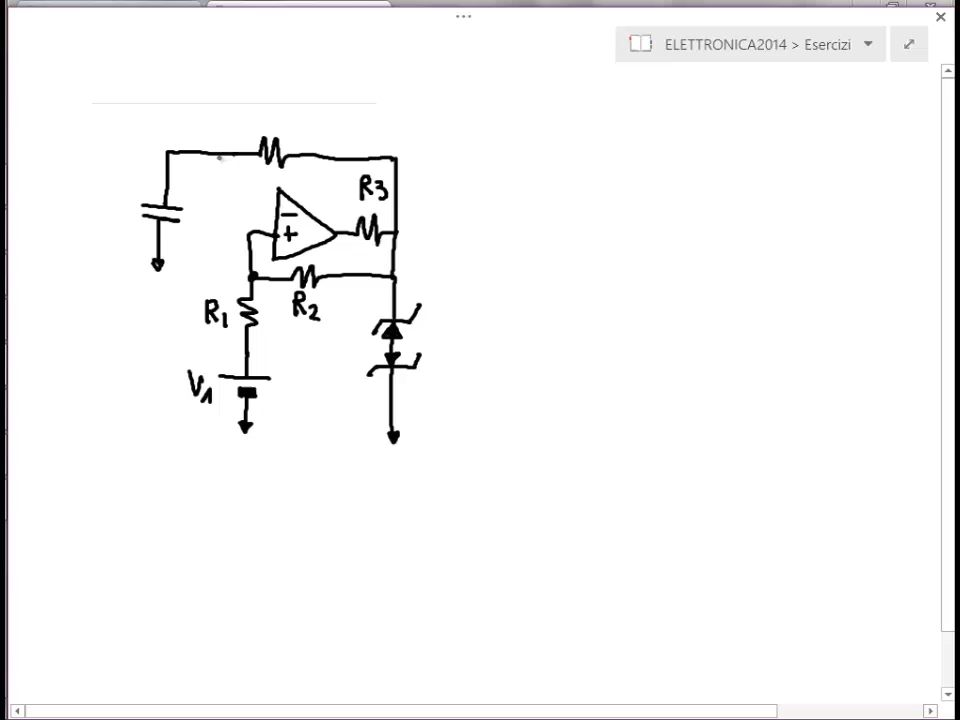 ELETTRONICA2014 > Esercizi
R3
−
+
R1
R2
V1